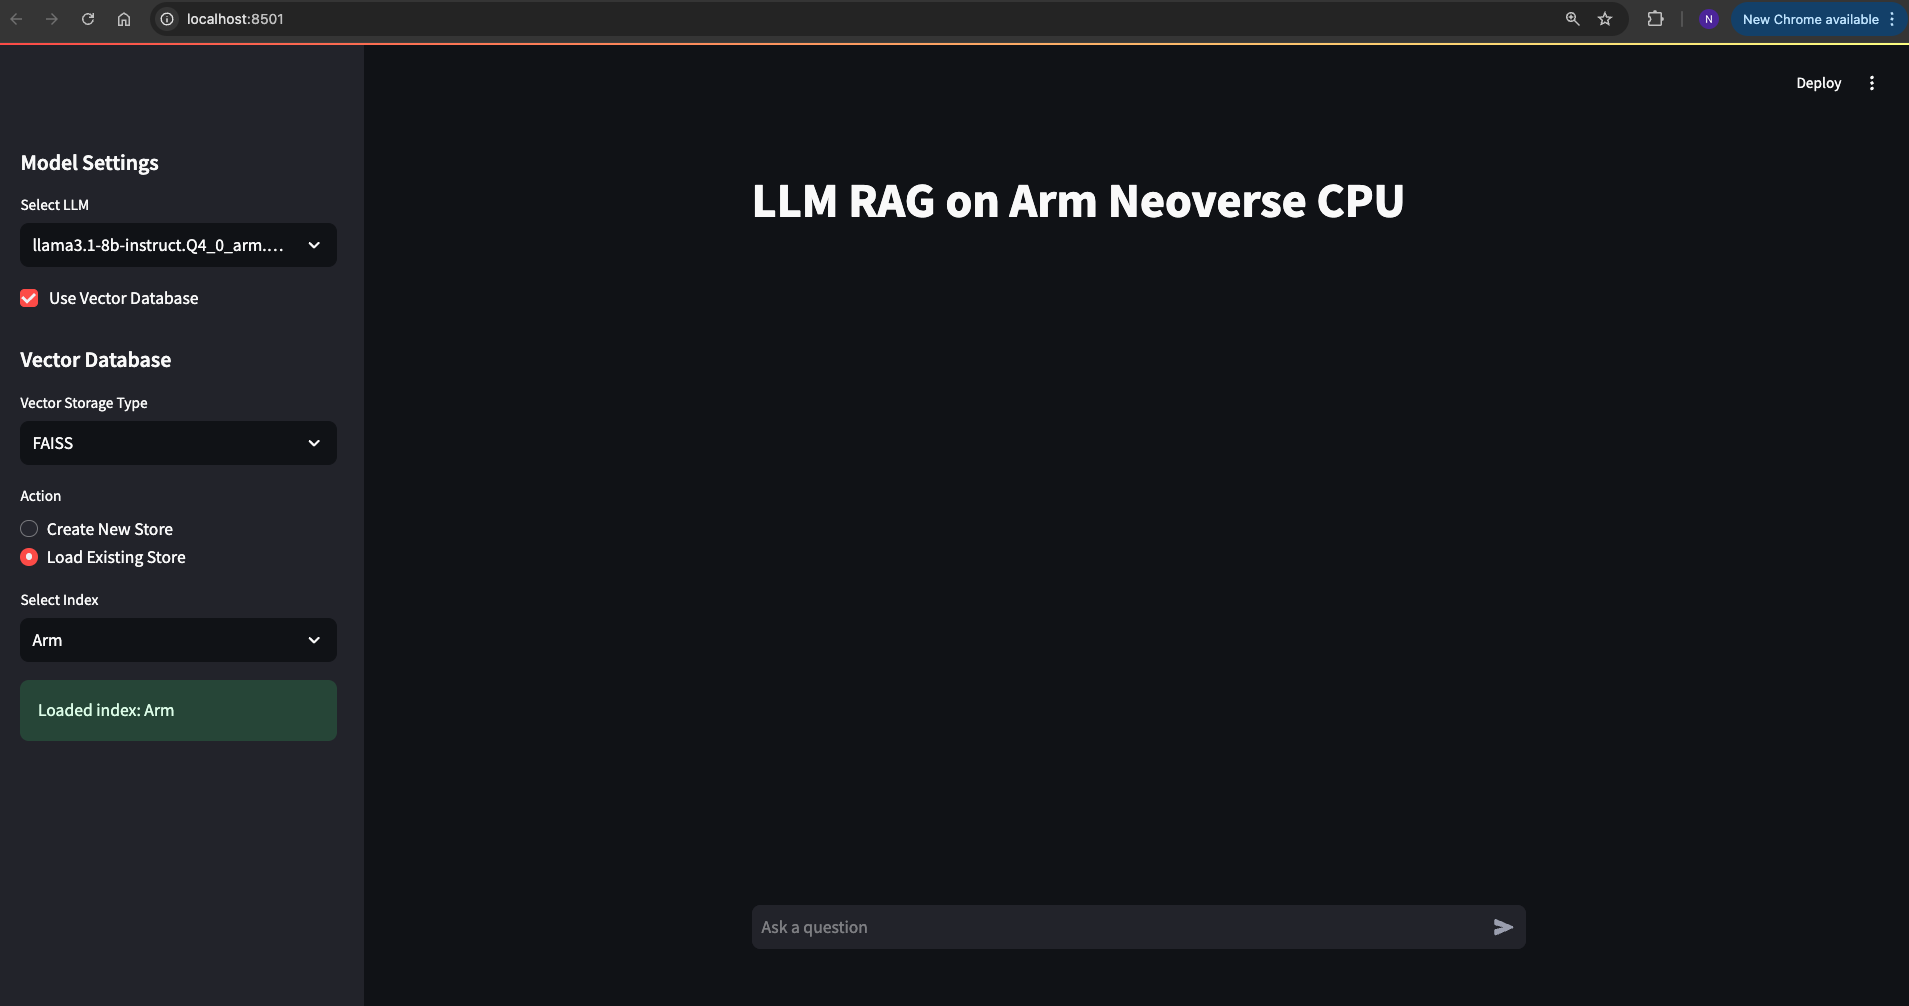 localhost:8501
N
New Chrome available
Deploy
Model Settings
Select LLM
llama3.1-8b-instruct.Q4_0_arm....
Use Vector Database
Vector Database
Vector Storage Type
FAISS
Action
Create New Store
Load Existing Store
Select Index
Arm
Loaded index: Arm
LLM RAG on Arm Neoverse CPU
Ask a question